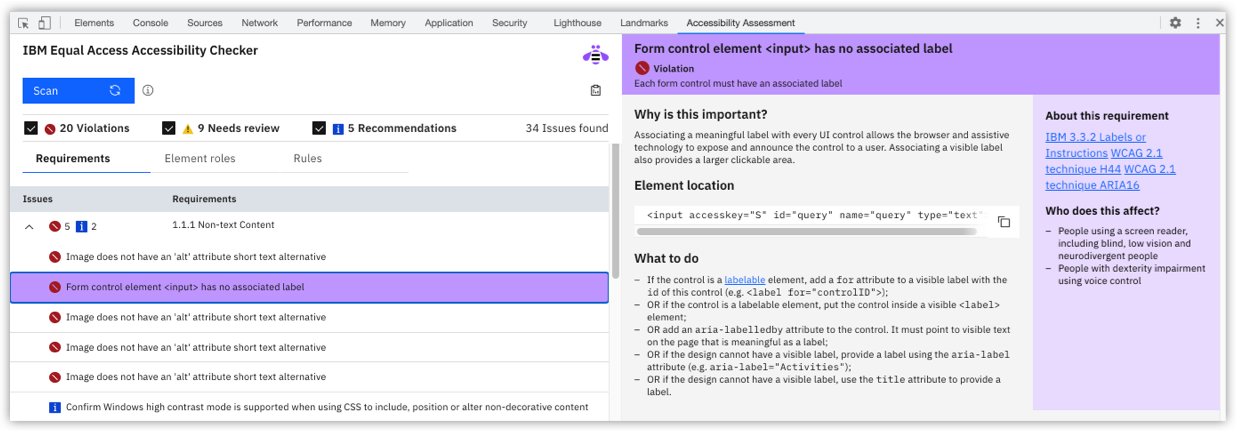 Elements Console Sources Network Performance Memory Application Security Lighthouse Landmarks Accessibility Assessment
IBM Equal Access Accessibility Checker
Scan
20 Violations 9 Needs review 5 Recommendations 34 Issues found
Requirements Element roles Rules
Issues Requirements
5 2 1.1.1 Non-text Content
Image does not have an 'alt' attribute short text alternative
Form control element <input> has no associated label
Image does not have an 'alt' attribute short text alternative
Image does not have an 'alt' attribute short text alternative
Image does not have an 'alt' attribute short text alternative
Confirm Windows high contrast mode is supported when using CSS to include, position or alter non-decorative content
Form control element <input> has no associated label
Violation
Each form control must have an associated label
Why is this important?
Associating a meaningful label with every UI control allows the browser and assistive
technology to expose and announce the control to a user. Associating a visible label
also provides a larger clickable area.
Element location
<input accesskey="S" id="query" name="query" type="text"
What to do
– If the control is a labelable element, add a for attribute to a visible label with the
id of this control (e.g. <label for="controlID">);
– OR if the control is a labelable element, put the control inside a visible <label>
element;
– OR add an aria-labelledby attribute to the control. It must point to visible text
on the page that is meaningful as a label;
– OR if the design cannot have a visible label, provide a label using the aria-label
attribute (e.g. aria-label="Activities");
– OR if the design cannot have a visible label, use the title attribute to provide a
label.
About this requirement
IBM 3.3.2 Labels or
Instructions WCAG 2.1
technique H44 WCAG 2.1
technique ARIA16
Who does this affect?
– People using a screen reader,
including blind, low vision and
neurodivergent people
– People with dexterity impairment
using voice control